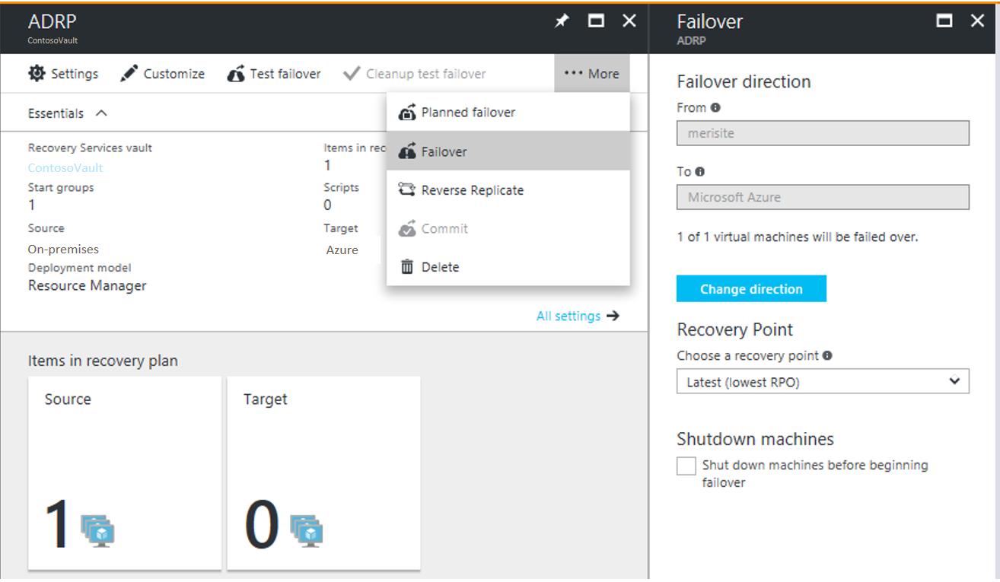 ADRP
ContosoVault
Settings
Customize
Test failover
Cleanup test failover
More
Essentials
Planned failover
Failover
Reverse Replicate
Commit
Delete
Recovery Services vault
ContosoVault
Start groups
1
Source
On-premises
Deployment model
Resource Manager
Items in reco
1
Scripts
0
Target
Azure
All settings
Items in recovery plan
Source
1
Target
0
Failover
ADRP
Failover direction
From
merisite
To
Microsoft Azure
1 of 1 virtual machines will be failed over.
Change direction
Recovery Point
Choose a recovery point
Latest (lowest RPO)
Shutdown machines
Shut down machines before beginning
failover